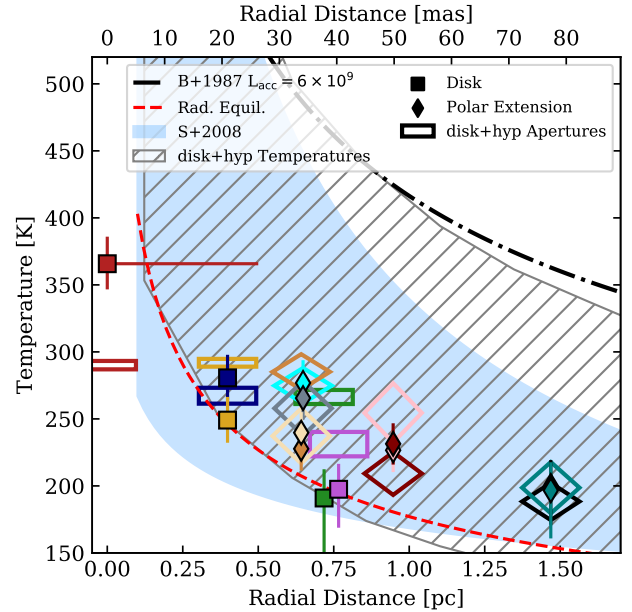 Radial Distance [mas]
0 10 20 30 40 50 60 70 80
B+1987 L_acc = 6 × 10^9
Rad. Equil.
S+2008
disk+hyp Temperatures
Disk
Polar Extension
disk+hyp Apertures
Temperature [K]
500
450
400
350
300
250
200
150
0.00 0.25 0.50 0.75 1.00 1.25 1.50
Radial Distance [pc]